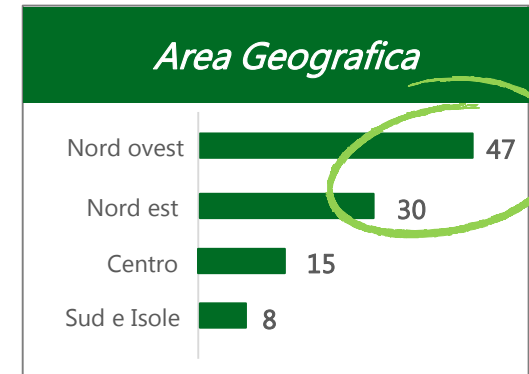 Area Geografica
Nord ovest 47
Nord est 30
Centro 15
Sud e Isole 8